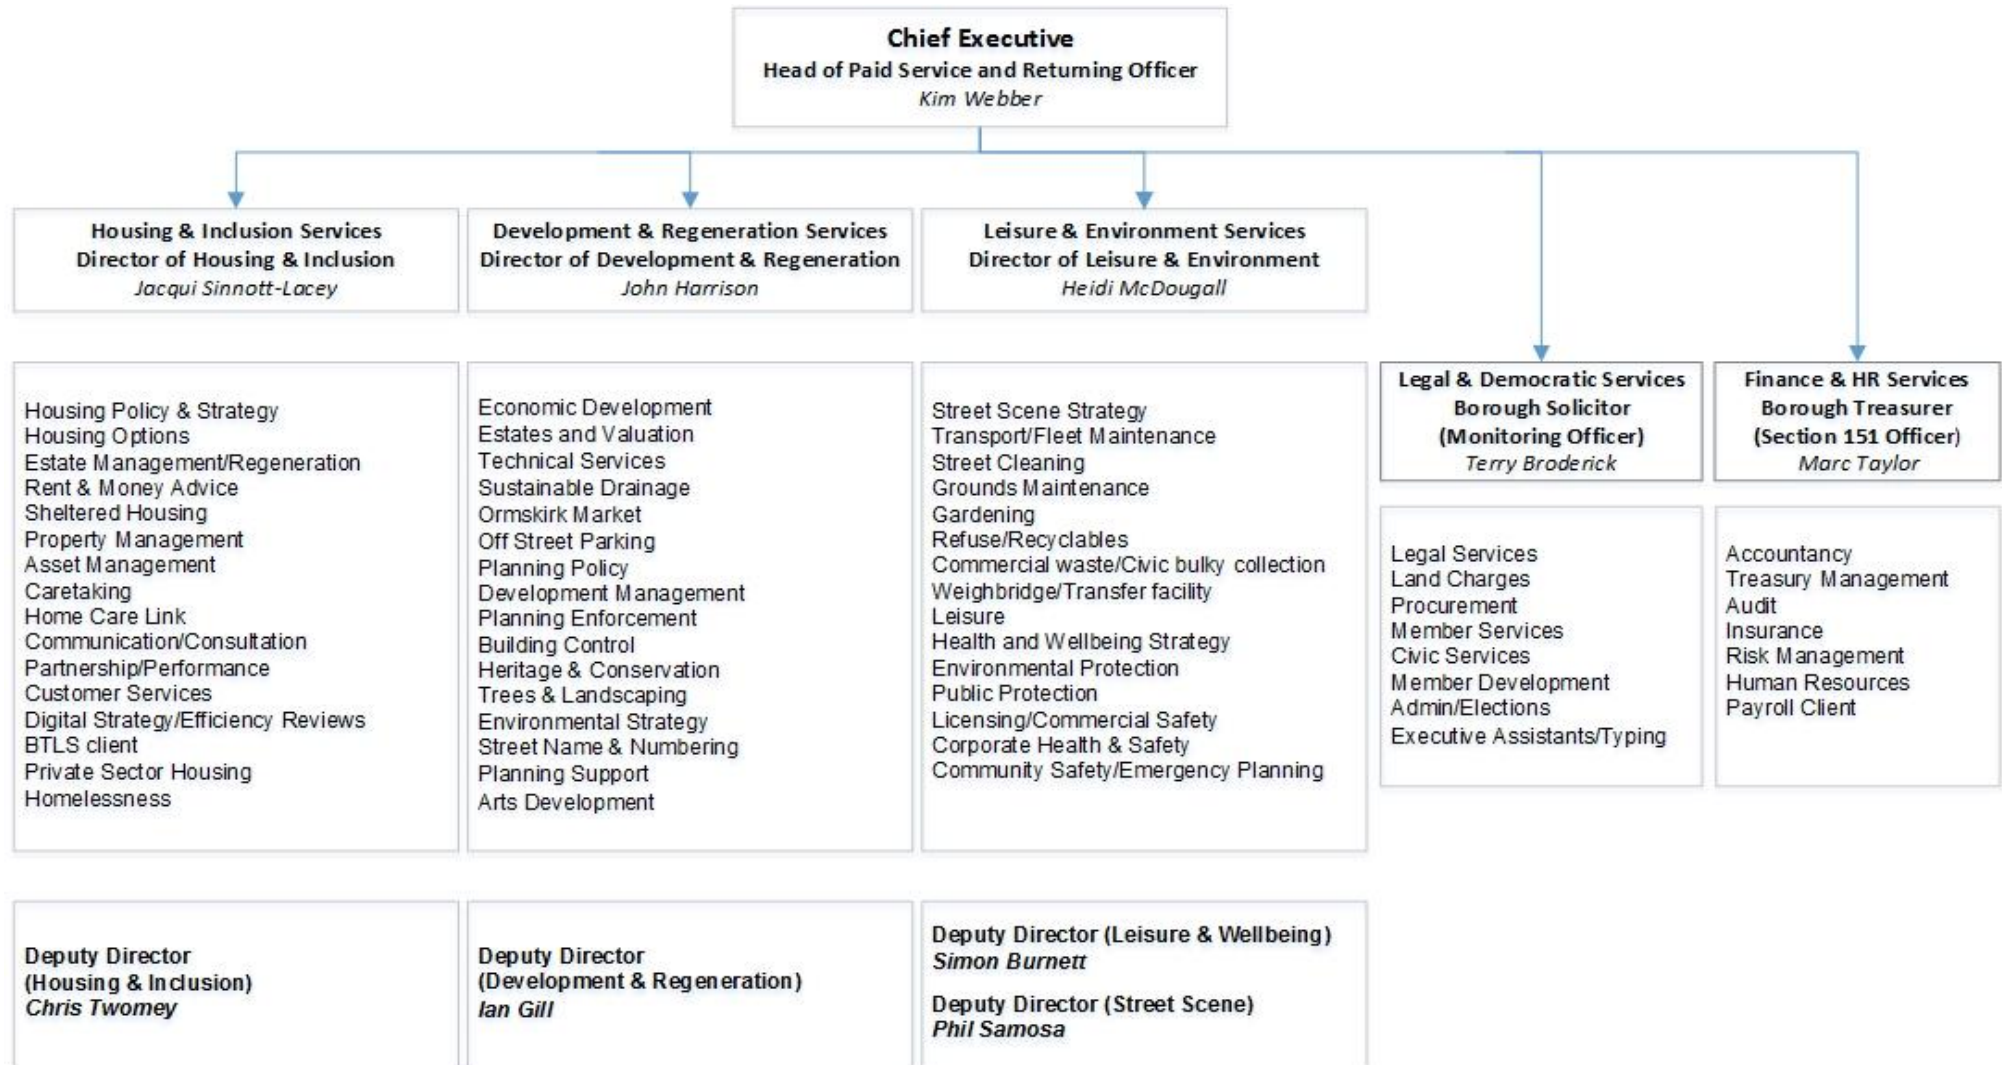 Chief Executive
Head of Paid Service and Returning Officer
Kim Webber
Housing & Inclusion Services
Director of Housing & Inclusion
Jacqui Sinnott-Lacey
Development & Regeneration Services
Director of Development & Regeneration
John Harrison
Leisure & Environment Services
Director of Leisure & Environment
Heidi McDougall
Legal & Democratic Services
Borough Solicitor
(Monitoring Officer)
Terry Broderick
Finance & HR Services
Borough Treasurer
(Section 151 Officer)
Marc Taylor
Housing Policy & Strategy
Housing Options
Estate Management/Regeneration
Rent & Money Advice
Sheltered Housing
Property Management
Asset Management
Caretaking
Home Care Link
Communication/Consultation
Partnership/Performance
Customer Services
Digital Strategy/Efficiency Reviews
BTLS client
Private Sector Housing
Homelessness
Economic Development
Estates and Valuation
Technical Services
Sustainable Drainage
Ormskirk Market
Off Street Parking
Planning Policy
Development Management
Planning Enforcement
Building Control
Heritage & Conservation
Trees & Landscaping
Environmental Strategy
Street Name & Numbering
Planning Support
Arts Development
Street Scene Strategy
Transport/Fleet Maintenance
Street Cleaning
Grounds Maintenance
Gardening
Refuse/Recyclables
Commercial waste/Civic bulky collection
Weighbridge/Transfer facility
Leisure
Health and Wellbeing Strategy
Environmental Protection
Public Protection
Licensing/Commercial Safety
Corporate Health & Safety
Community Safety/Emergency Planning
Legal Services
Land Charges
Procurement
Member Services
Civic Services
Member Development
Admin/Elections
Executive Assistants/Typing
Accountancy
Treasury Management
Audit
Insurance
Risk Management
Human Resources
Payroll Client
Deputy Director
(Housing & Inclusion)
Chris Twomey
Deputy Director
(Development & Regeneration)
Ian Gill
Deputy Director (Leisure & Wellbeing)
Simon Burnett
Deputy Director (Street Scene)
Phil Samosa